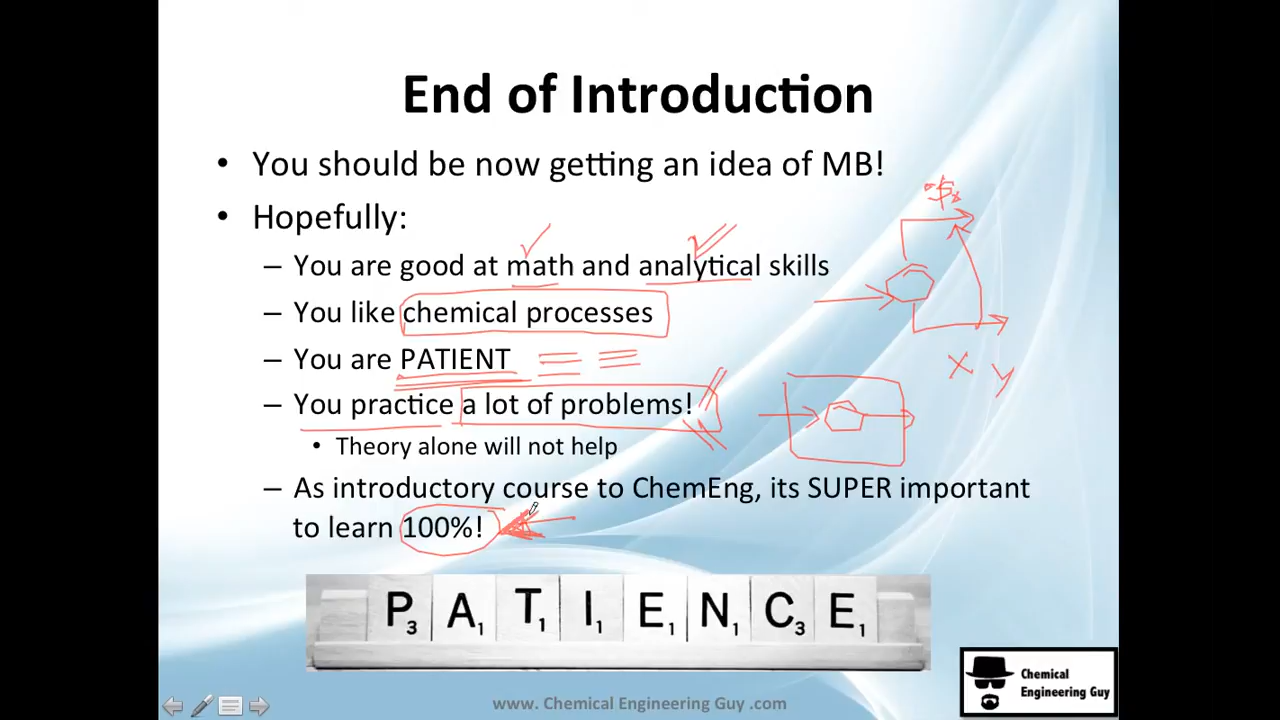 End of Introduction
• You should be now getting an idea of MB!
• Hopefully:
$
– You are good at math and analytical skills
– You like chemical processes
– You are PATIENT
x y
– You practice a lot of problems!
• Theory alone will not help
– As introductory course to ChemEng, its SUPER important
to learn 100%!
P3 A1 T1 I1 E1 N1 C3 E1
Chemical
Engineering Guy
www. Chemical Engineering Guy .com